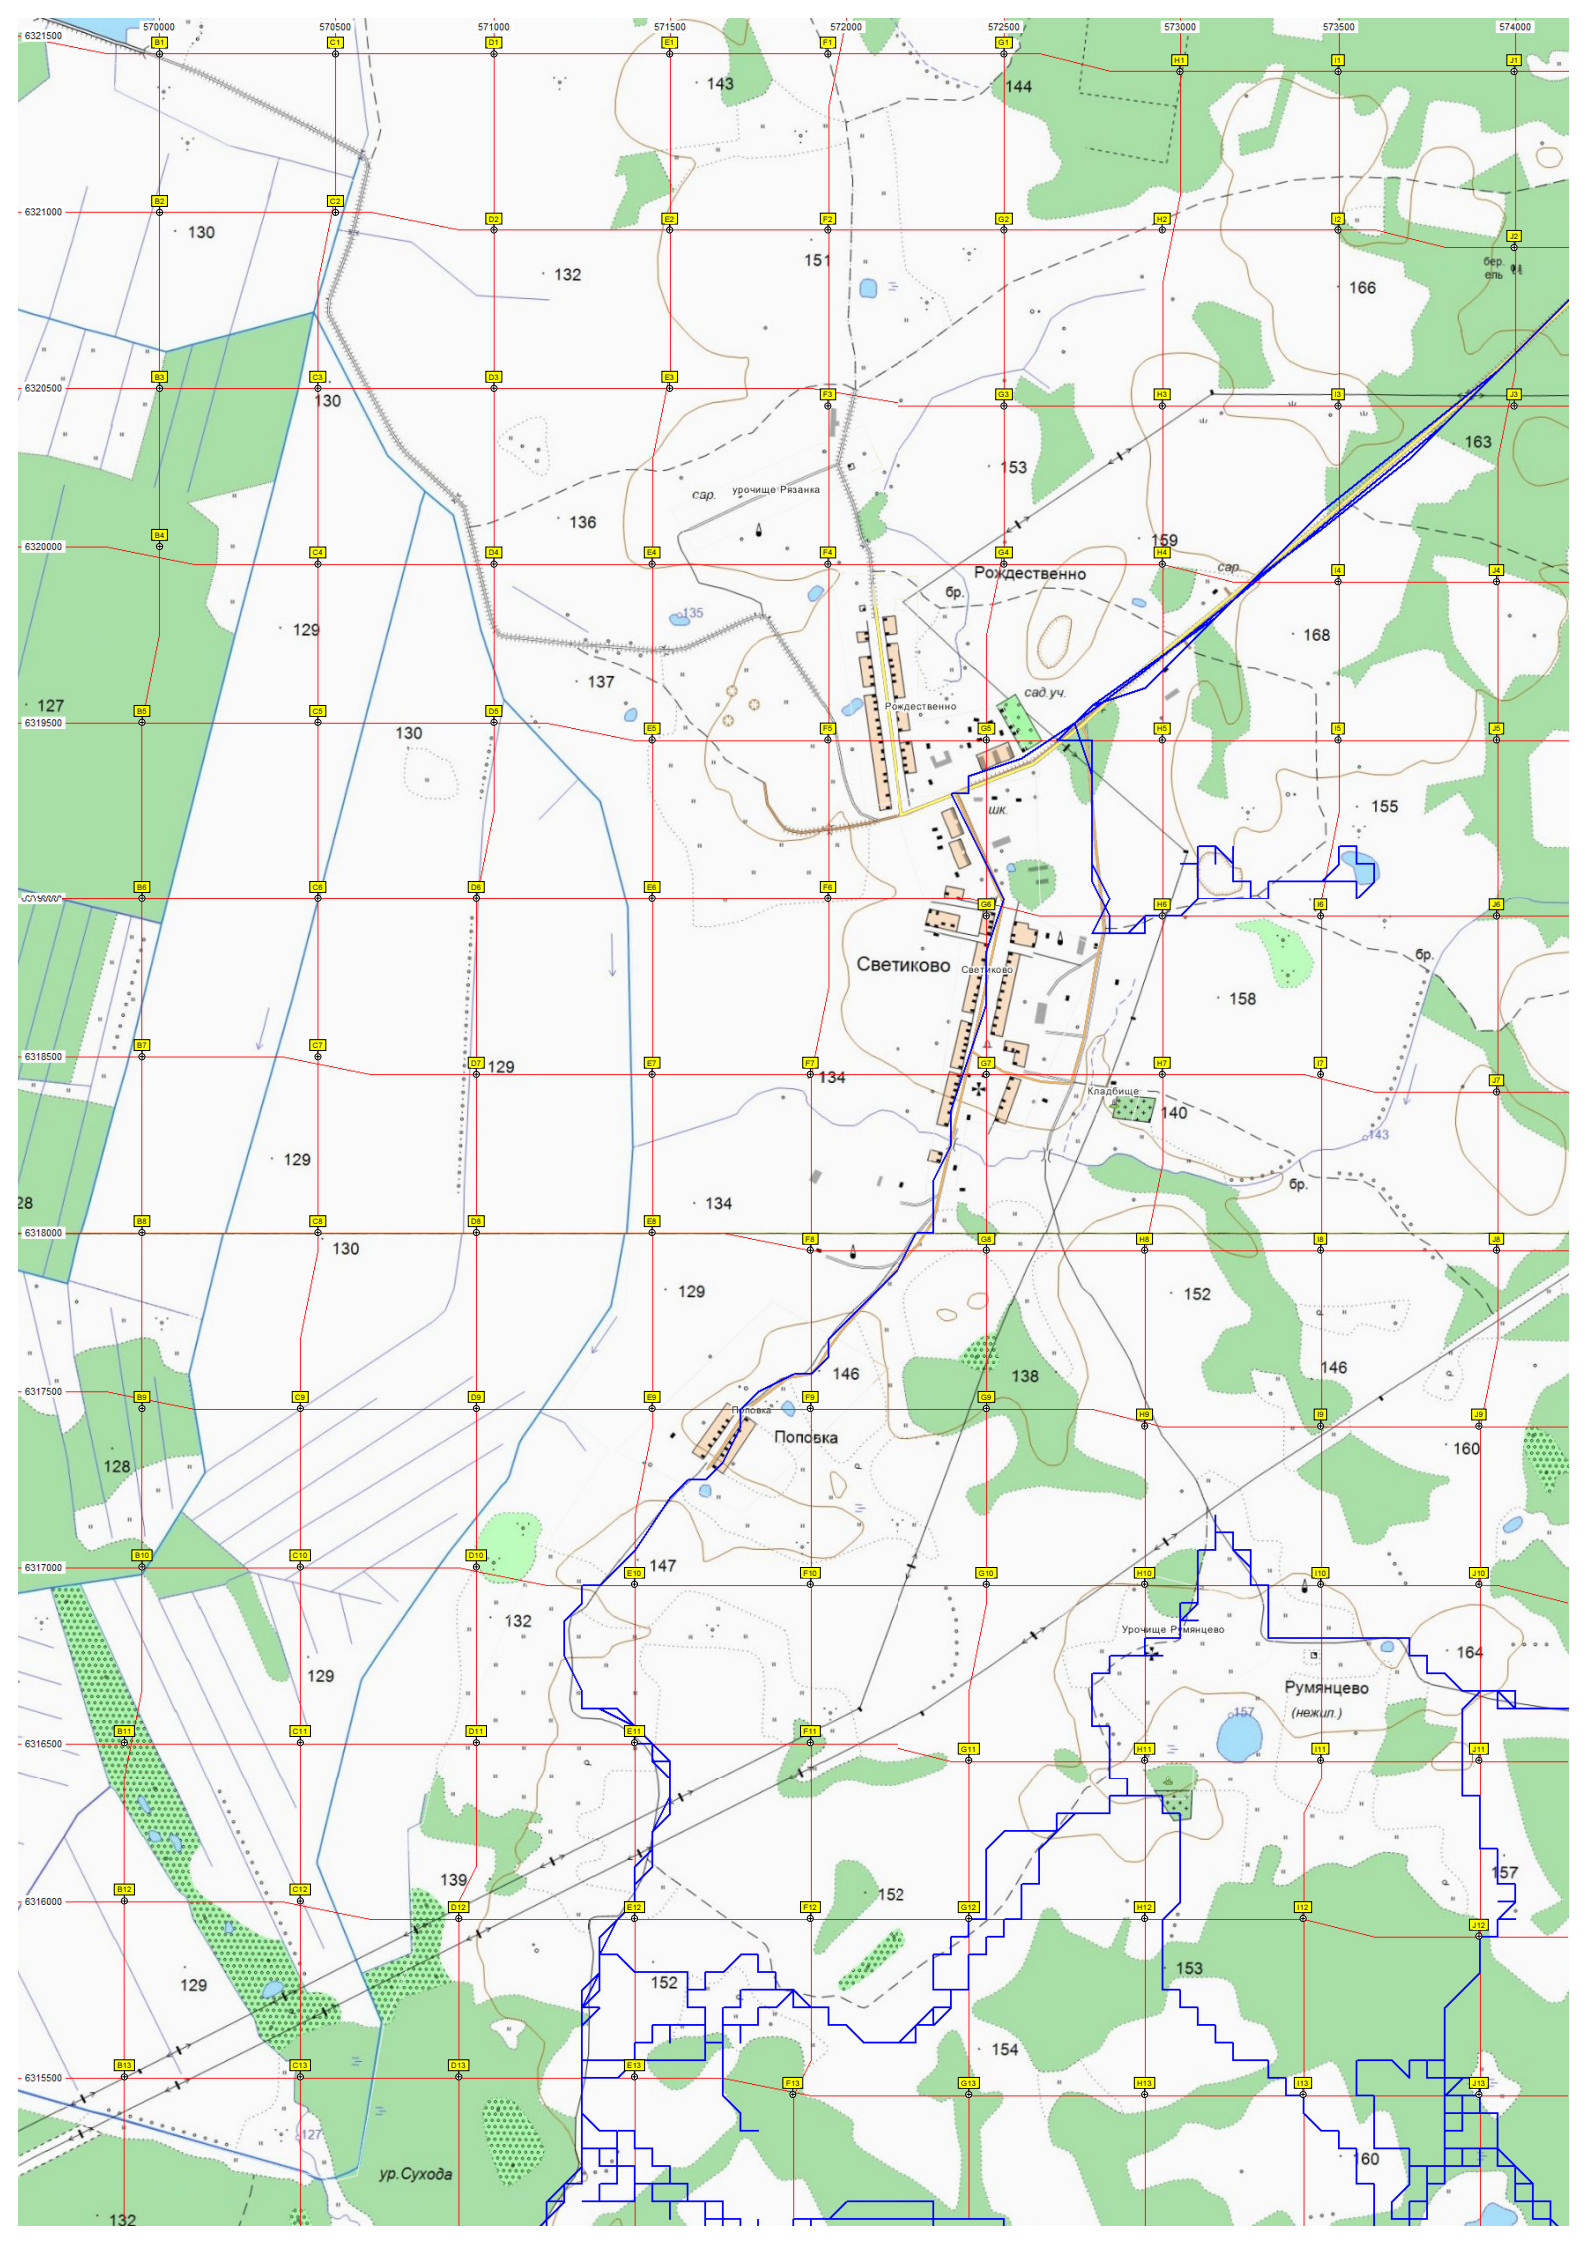 570000 570500 571000 571500 572000 572500 573000 573500 574000
6321500
B1 C1 D1 E1 F1 G1 H1 I1 J1
143 144
B2 C2 D2 E2 F2 G2 H2 I2 J2
6321000
130 132 151 166
бер.
ель
B3 C3 D3 E3 F3 G3 H3 I3 J3
6320500
130 153 163
сар. урочище Рязанка
136 159
B4 C4 D4 E4 F4 G4 H4 I4 J4
6320000
Рождественно сар.
бр.
135
129 168
137 сад.уч.
127 Рождественно
B5 C5 D5 E5 F5 G5 H5 I5 J5
6319500
130
шк. 155
B6 C6 D6 E6 F6 G6 H6 I6 J6
6319000
Светиково Светиково бр.
158
B7 C7 D7 E7 F7 G7 H7 I7 J7
6318500
129 134
Кладбище 140
143
129
бр.
28 134
B8 C8 D8 E8 F8 G8 H8 I8 J8
6318000
130
129 152
146 138 146
B9 C9 D9 E9 F9 G9 H9 I9 J9
6317500
Поповка
Поповка 160
128
B10 C10 D10 E10 F10 G10 H10 I10 J10
6317000
147
132 Урочище Румянцево
164
129
Румянцево
157 (нежил.)
B11 C11 D11 E11 F11 G11 H11 I11 J11
6316500
139 157
152
B12 C12 D12 E12 F12 G12 H12 I12 J12
6316000
129 152 153
154
B13 C13 D13 E13 F13 G13 H13 I13 J13
6315500
127
160
ур.Сухода
132